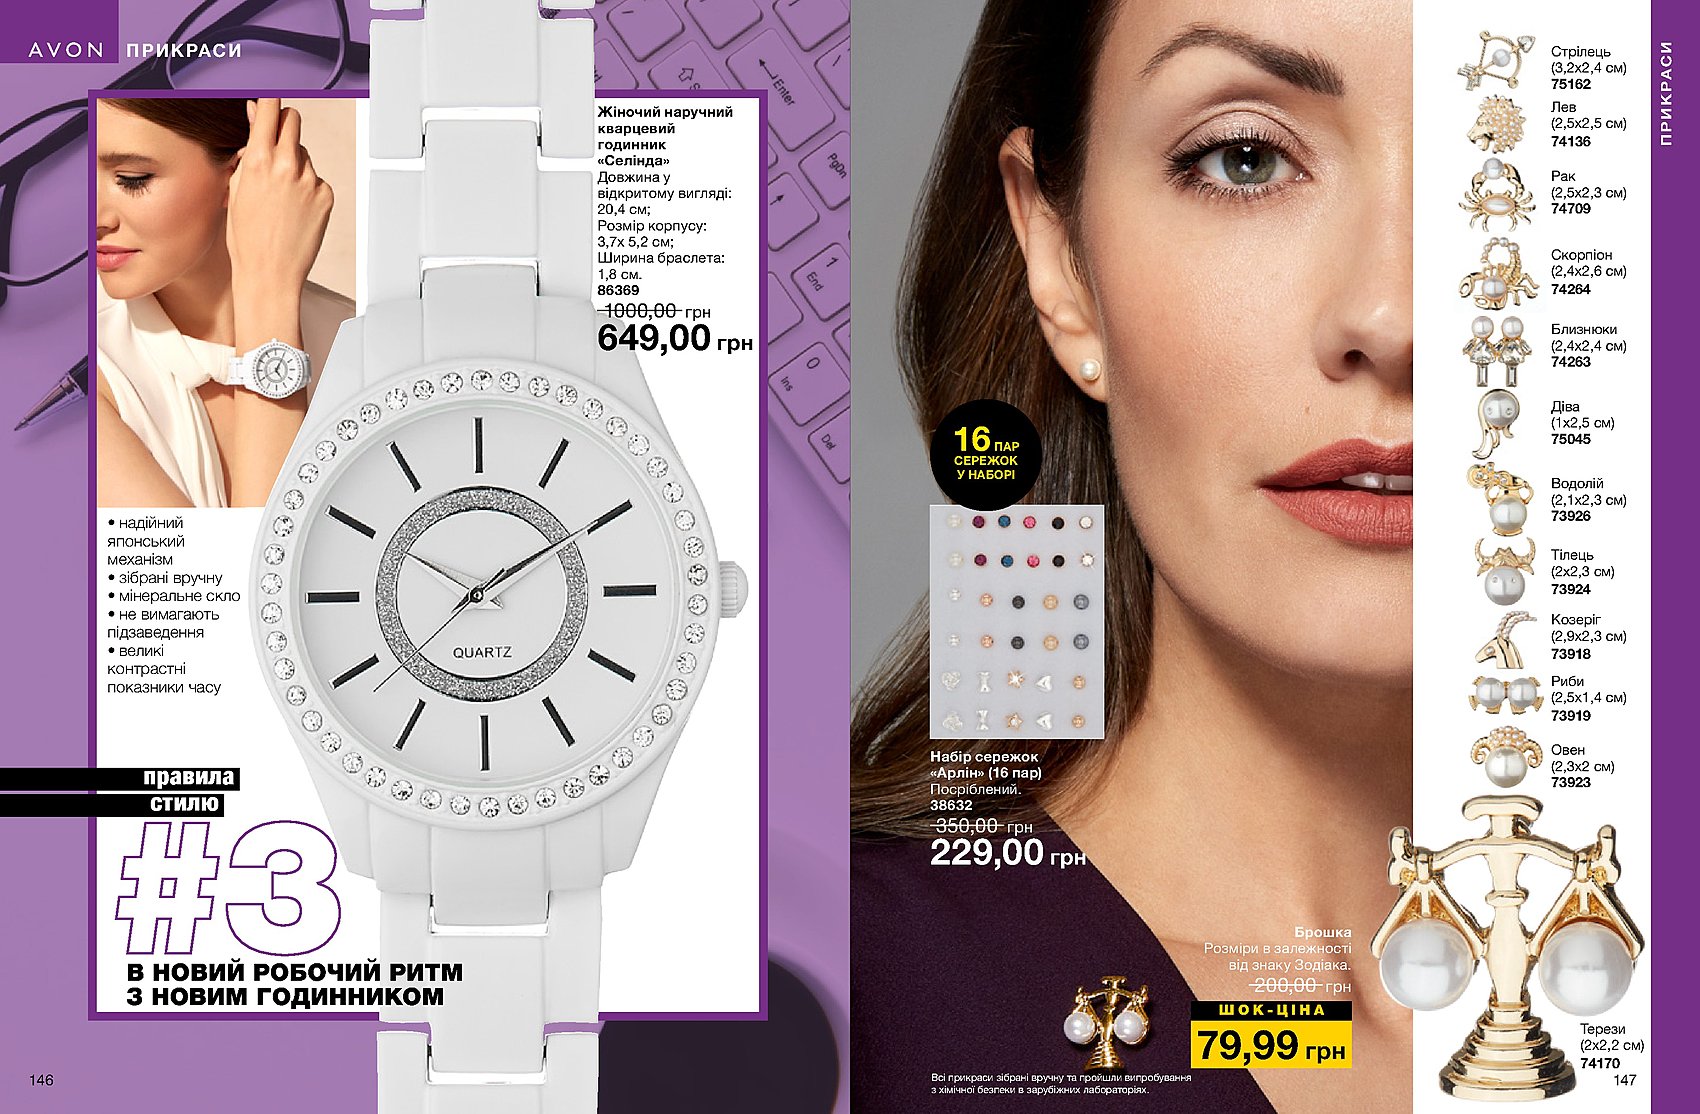 AVON ПРИКРАСИ
Жіночий наручний
кварцевий
годинник
«Селінда»
Довжина у
відкритому вигляді:
20,4 см;
Розмір корпусу:
3,7х 5,2 см;
Ширина браслета:
1,8 см.
86369
1000,00 грн
649,00 грн
Enter
PgDn
1
End
0
Ins
Del
QUARTZ
• надійний
японський
механізм
• зібрані вручну
• мінеральне скло
• не вимагають
підзаведення
• великі
контрастні
показники часу
правила
стилю
#3
В НОВИЙ РОБОЧИЙ РИТМ
З НОВИМ ГОДИННИКОМ
146
16 ПАР
СЕРЕЖОК
У НАБОРІ
Набір сережок
«Арлін» (16 пар)
Посріблений.
38632
350,00 грн
229,00 грн
Брошка
Розміри в залежності
від знаку Зодіака.
200,00 грн
ШОК-ЦІНА
79,99 грн
Всі прикраси зібрані вручну та пройшли випробування
з хімічної безпеки в зарубіжних лабораторіях.
ПРИКРАСИ
Стрілець
(3,2х2,4 см)
75162
Лев
(2,5х2,5 см)
74136
Рак
(2,5х2,3 см)
74709
Скорпіон
(2,4х2,6 см)
74264
Близнюки
(2,4х2,4 см)
74263
Діва
(1х2,5 см)
75045
Водолій
(2,1х2,3 см)
73926
Тілець
(2х2,3 см)
73924
Козеріг
(2,9х2,3 см)
73918
Риби
(2,5х1,4 см)
73919
Овен
(2,3х2 см)
73923
Терези
(2х2,2 см)
74170
147